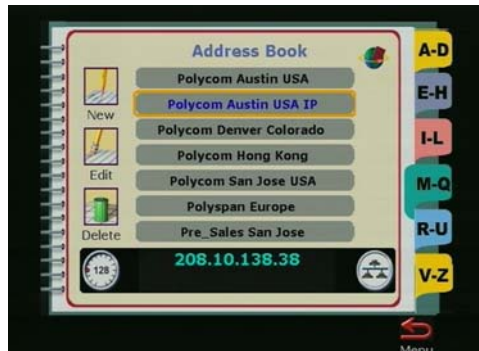 Address Book
A-D
Polycom Austin USA
E-H
Polycom Austin USA IP
New
Polycom Denver Colorado
I-L
Polycom Hong Kong
Edit
Polycom San Jose USA
M-Q
Polyspan Europe
Delete
Pre_Sales San Jose
R-U
128
208.10.138.38
V-Z
Menu